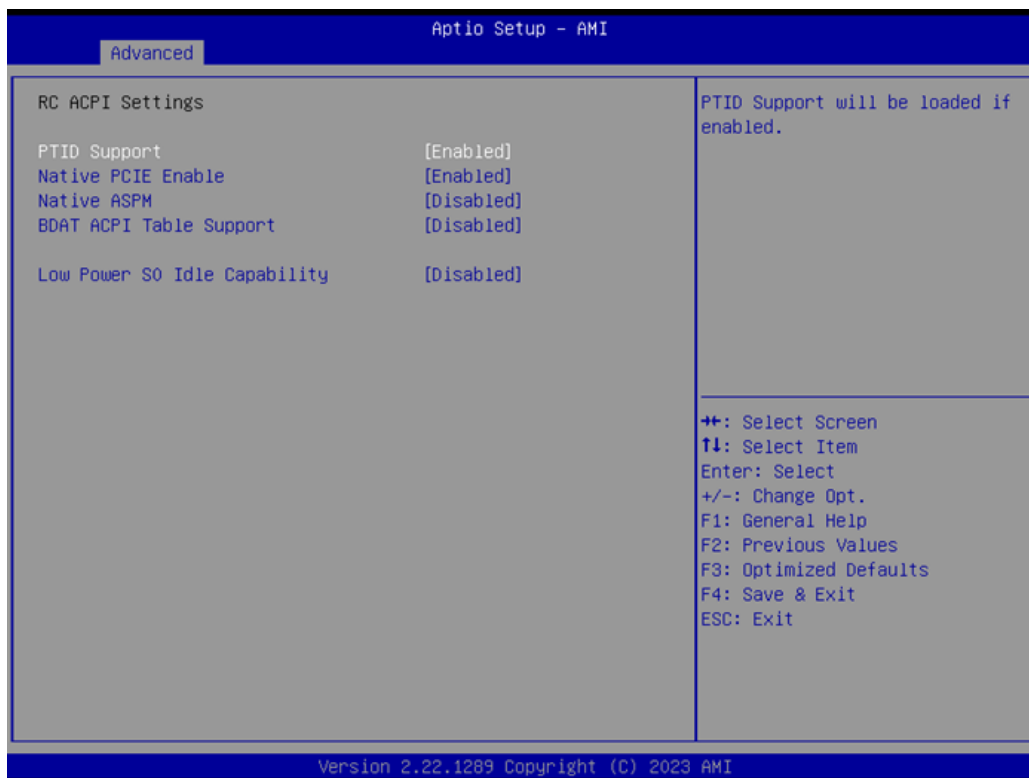 Aptio Setup – AMI
Advanced
RC ACPI Settings
PTID Support [Enabled]
Native PCIE Enable [Enabled]
Native ASPM [Disabled]
BDAT ACPI Table Support [Disabled]
Low Power S0 Idle Capability [Disabled]
PTID Support will be loaded if
enabled.
→←: Select Screen
↑↓: Select Item
Enter: Select
+/-: Change Opt.
F1: General Help
F2: Previous Values
F3: Optimized Defaults
F4: Save & Exit
ESC: Exit
Version 2.22.1289 Copyright (C) 2023 AMI